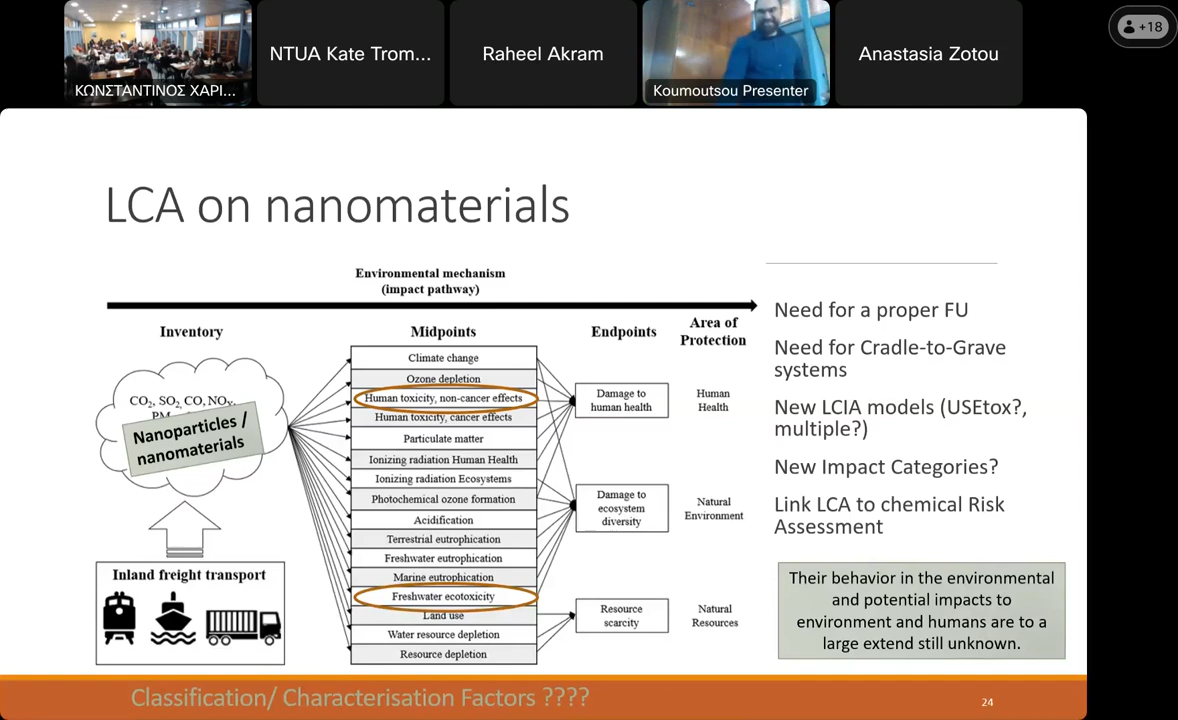 ΚΩΝΣΤΑΝΤΙΝΟΣ ΧΑΡΙ...
NTUA Kate Trom...
Raheel Akram
Koumoutsou Presenter
Anastasia Zotou
+18
LCA on nanomaterials
Environmental mechanism
(impact pathway)
Inventory
Midpoints
Endpoints
Area of
Protection
CO2, SO2, CO, NOX,
PM
Nanoparticles /
nanomaterials
Inland freight transport
Climate change
Ozone depletion
Human toxicity, non-cancer effects
Human toxicity, cancer effects
Particulate matter
Ionizing radiation Human Health
Ionizing radiation Ecosystems
Photochemical ozone formation
Acidification
Terrestrial eutrophication
Freshwater eutrophication
Marine eutrophication
Freshwater ecotoxicity
Land use
Water resource depletion
Resource depletion
Damage to
human health
Damage to
ecosystem
diversity
Resource
scarcity
Human
Health
Natural
Environment
Natural
Resources
Need for a proper FU
Need for Cradle-to-Grave
systems
New LCIA models (USEtox?,
multiple?)
New Impact Categories?
Link LCA to chemical Risk
Assessment
Their behavior in the environmental
and potential impacts to
environment and humans are to a
large extend still unknown.
Classification/ Characterisation Factors ????
24